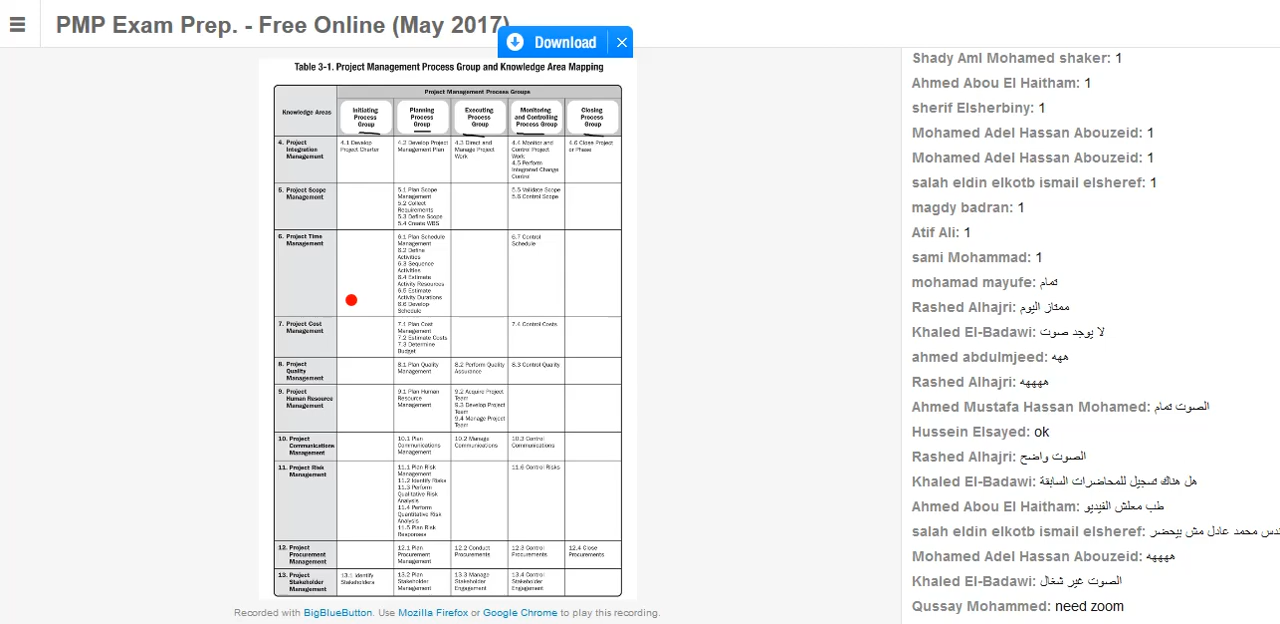 PMP Exam Prep. - Free Online (May 2017)
Download
Table 3-1. Project Management Process Group and Knowledge Area Mapping
Project Management Process Groups
Knowledge Areas
Initiating Process Group
Planning Process Group
Executing Process Group
Monitoring and Controlling Process Group
Closing Process Group
4. Project Integration Management
4.1 Develop Project Charter
4.2 Develop Project Management Plan
4.3 Direct and Manage Project Work
4.4 Monitor and Control Project Work
4.5 Perform Integrated Change Control
4.6 Close Project or Phase
5. Project Scope Management
5.1 Plan Scope Management
5.2 Collect Requirements
5.3 Define Scope
5.4 Create WBS
5.5 Validate Scope
5.6 Control Scope
6. Project Time Management
6.1 Plan Schedule Management
6.2 Define Activities
6.3 Sequence Activities
6.4 Estimate Activity Resources
6.5 Estimate Activity Durations
6.6 Develop Schedule
6.7 Control Schedule
7. Project Cost Management
7.1 Plan Cost Management
7.2 Estimate Costs
7.3 Determine Budget
7.4 Control Costs
8. Project Quality Management
8.1 Plan Quality Management
8.2 Perform Quality Assurance
8.3 Control Quality
9. Project Human Resource Management
9.1 Plan Human Resource Management
9.2 Acquire Project Team
9.3 Develop Project Team
9.4 Manage Project Team
10. Project Communications Management
10.1 Plan Communications Management
10.2 Manage Communications
10.3 Control Communications
11. Project Risk Management
11.1 Plan Risk Management
11.2 Identify Risks
11.3 Perform Qualitative Risk Analysis
11.4 Perform Quantitative Risk Analysis
11.5 Plan Risk Responses
11.6 Control Risks
12. Project Procurement Management
12.1 Plan Procurement Management
12.2 Conduct Procurements
12.3 Control Procurements
12.4 Close Procurements
13. Project Stakeholder Management
13.1 Identify Stakeholders
13.2 Plan Stakeholder Management
13.3 Manage Stakeholder Engagement
13.4 Control Stakeholder Engagement
Recorded with BigBlueButton. Use Mozilla Firefox or Google Chrome to play this recording.
Shady Aml Mohamed shaker: 1
Ahmed Abou El Haitham: 1
sherif Elsherbiny: 1
Mohamed Adel Hassan Abouzeid: 1
Mohamed Adel Hassan Abouzeid: 1
salah eldin elkotb ismail elsheref: 1
magdy badran: 1
Atif Ali: 1
sami Mohammad: 1
mohamad mayufe: تمام
Rashed Alhajri: ممتاز اليوم
Khaled El-Badawi: لا يوجد صوت
ahmed abdulmjeed: ههه
Rashed Alhajri: ههههه
Ahmed Mustafa Hassan Mohamed: الصوت تمام
Hussein Elsayed: ok
Rashed Alhajri: الصوت واضح
Khaled El-Badawi: هل هناك تسجيل للمحاضرات السابقة
Ahmed Abou El Haitham: طب معلش الفيديو
salah eldin elkotb ismail elsheref: ندس محمد عادل مش بيحضر
Mohamed Adel Hassan Abouzeid: ههههه
Khaled El-Badawi: الصوت غير شغال
Qussay Mohammed: need zoom